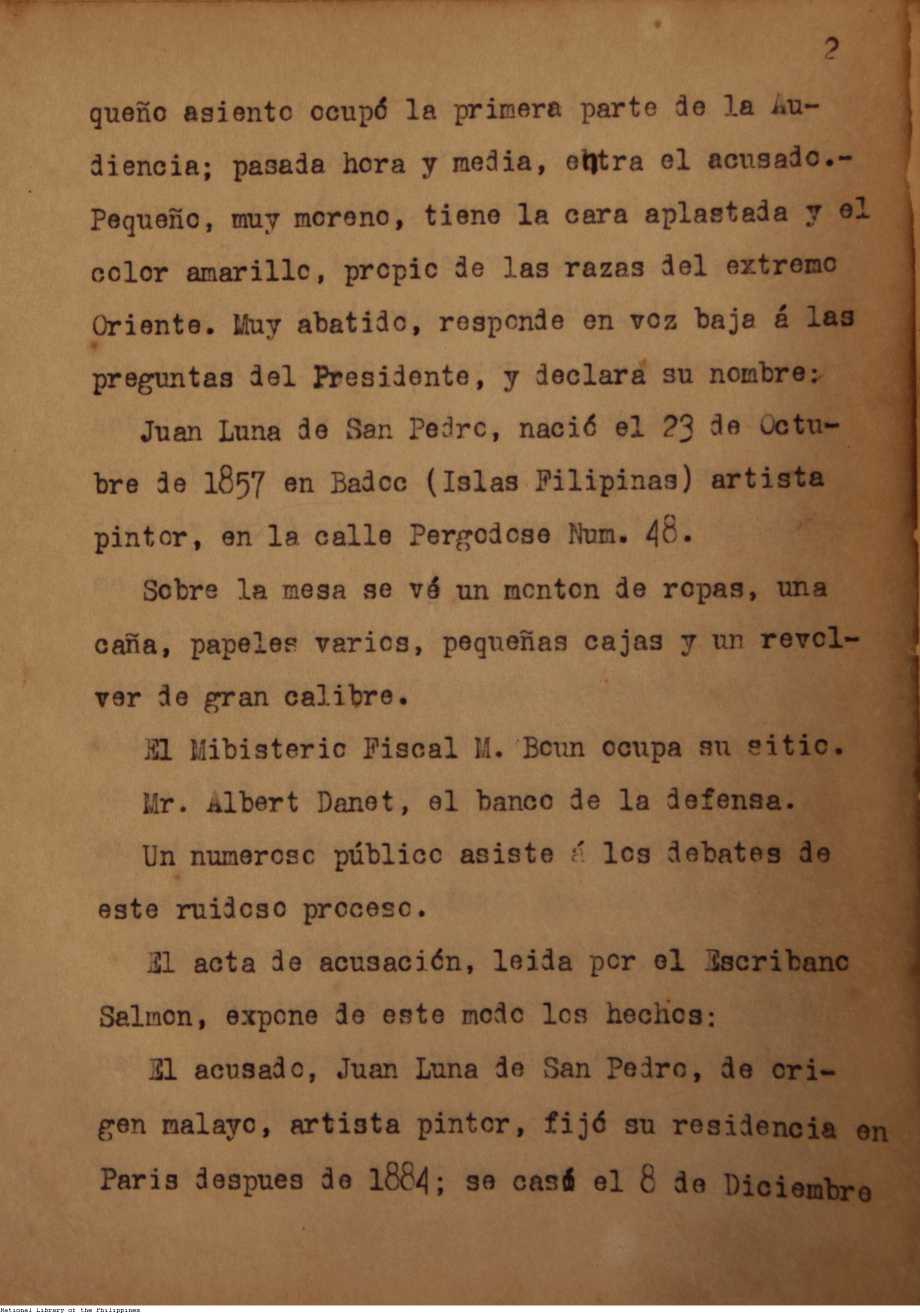 2
queño asiento ocupó la primera parte de la Au-
diencia; pasada hora y media, entra el acusado.-
Pequeño, muy moreno, tiene la cara aplastada y el
color amarillo, propio de las razas del extremo
Oriente. Muy abatido, responde en voz baja á las
preguntas del Presidente, y declara su nombre:
Juan Luna de San Pedro, nació el 23 de Octu-
bre de 1857 en Badoc (Islas Filipinas) artista
pintor, en la calle Pergodose Num. 48.
Sobre la mesa se vé un monton de ropas, una
caña, papeles varios, pequeñas cajas y un revol-
ver de gran calibre.
El Mibisterio Fiscal M. Boun ocupa su sitio.
Mr. Albert Danet, el banco de la defensa.
Un numeroso público asiste á los debates de
este ruidoso proceso.
El acta de acusación, leida por el Escribano
Salmon, expone de este modo los hechos:
El acusado, Juan Luna de San Pedro, de ori-
gen malayo, artista pintor, fijó su residencia en
Paris despues de 1884; se casó el 8 de Diciembre
National Library of the Philippines